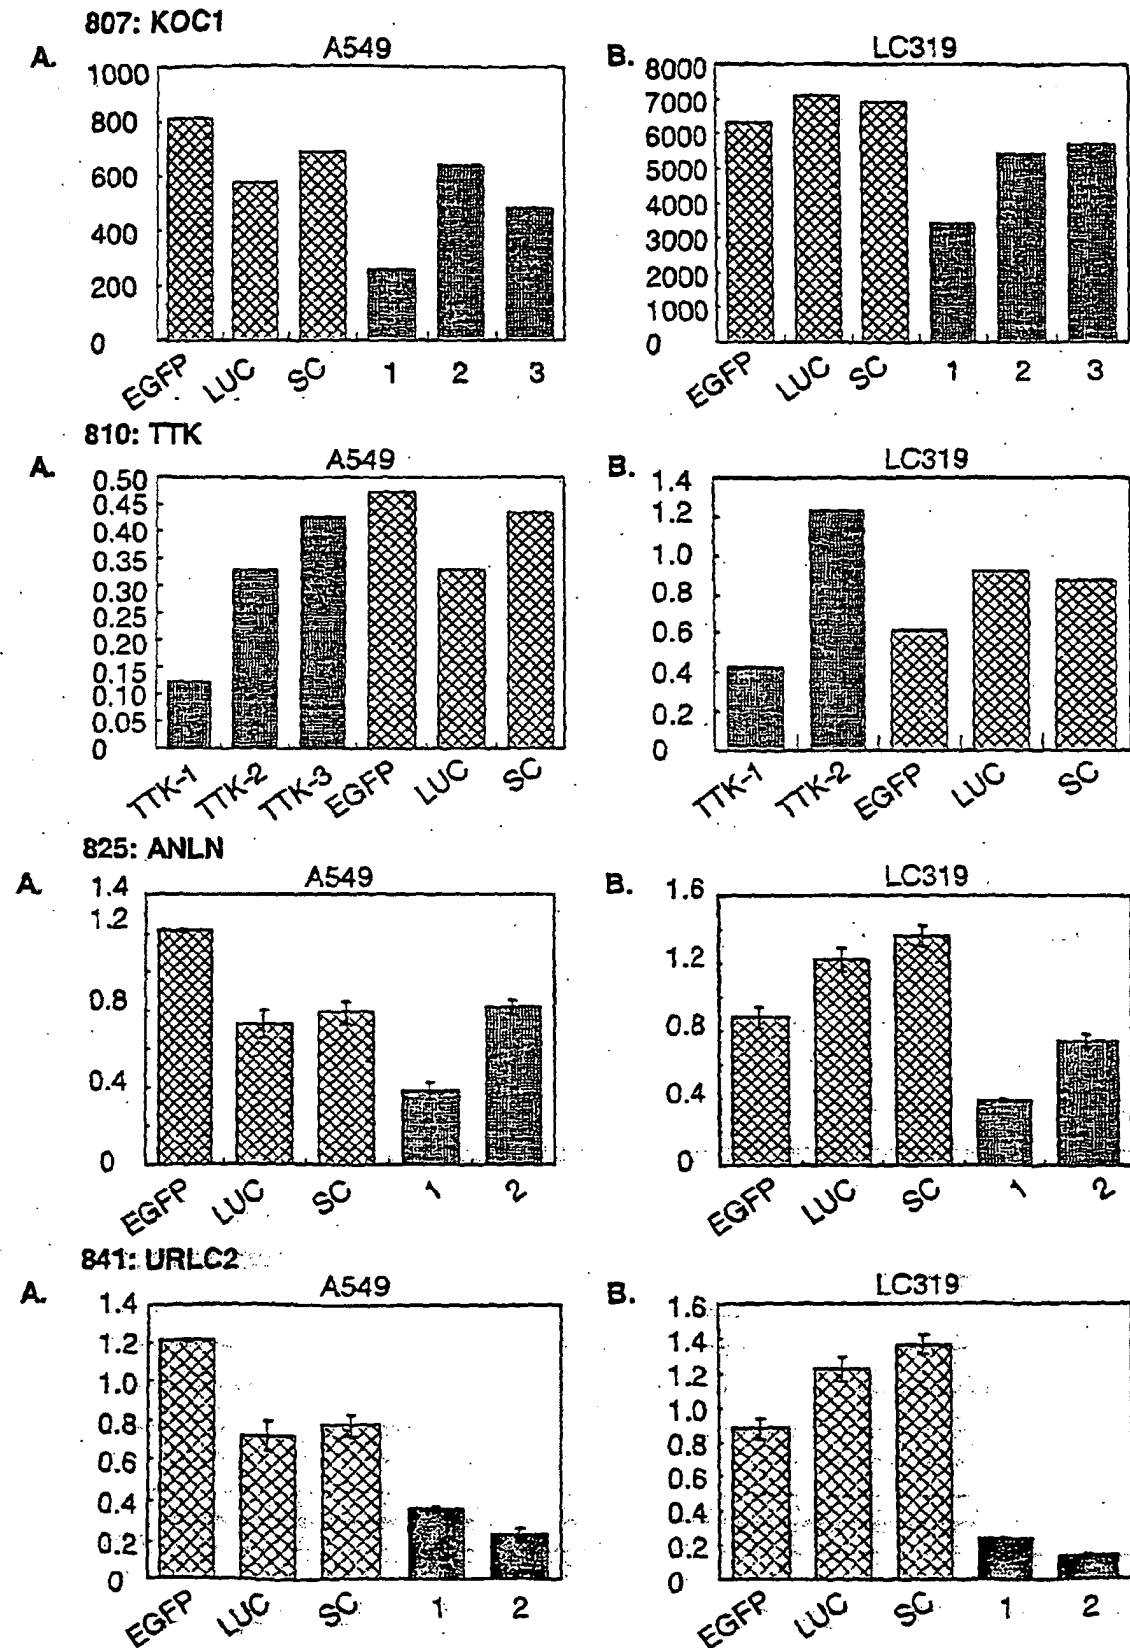 807: KOC1
A.
A549
1000
800
600
400
200
0
EGFP
LUC
SC
1
2
3
B.
LC319
8000
7000
6000
5000
4000
3000
2000
1000
0
EGFP
LUC
SC
1
2
3
810: TTK
A.
A549
0.50
0.45
0.40
0.35
0.30
0.25
0.20
0.15
0.10
0.05
0
TTK-1
TTK-2
TTK-3
EGFP
LUC
SC
B.
LC319
1.4
1.2
1.0
0.8
0.6
0.4
0.2
0
TTK-1
TTK-2
EGFP
LUC
SC
825: ANLN
A.
A549
1.4
1.2
0.8
0.4
0
EGFP
LUC
SC
1
2
B.
LC319
1.6
1.2
0.8
0.4
0
EGFP
LUC
SC
1
2
841: URLC2
A.
A549
1.4
1.2
1.0
0.8
0.6
0.4
0.2
0
EGFP
LUC
SC
1
2
B.
LC319
1.6
1.4
1.2
1.0
0.8
0.6
0.4
0.2
0
EGFP
LUC
SC
1
2